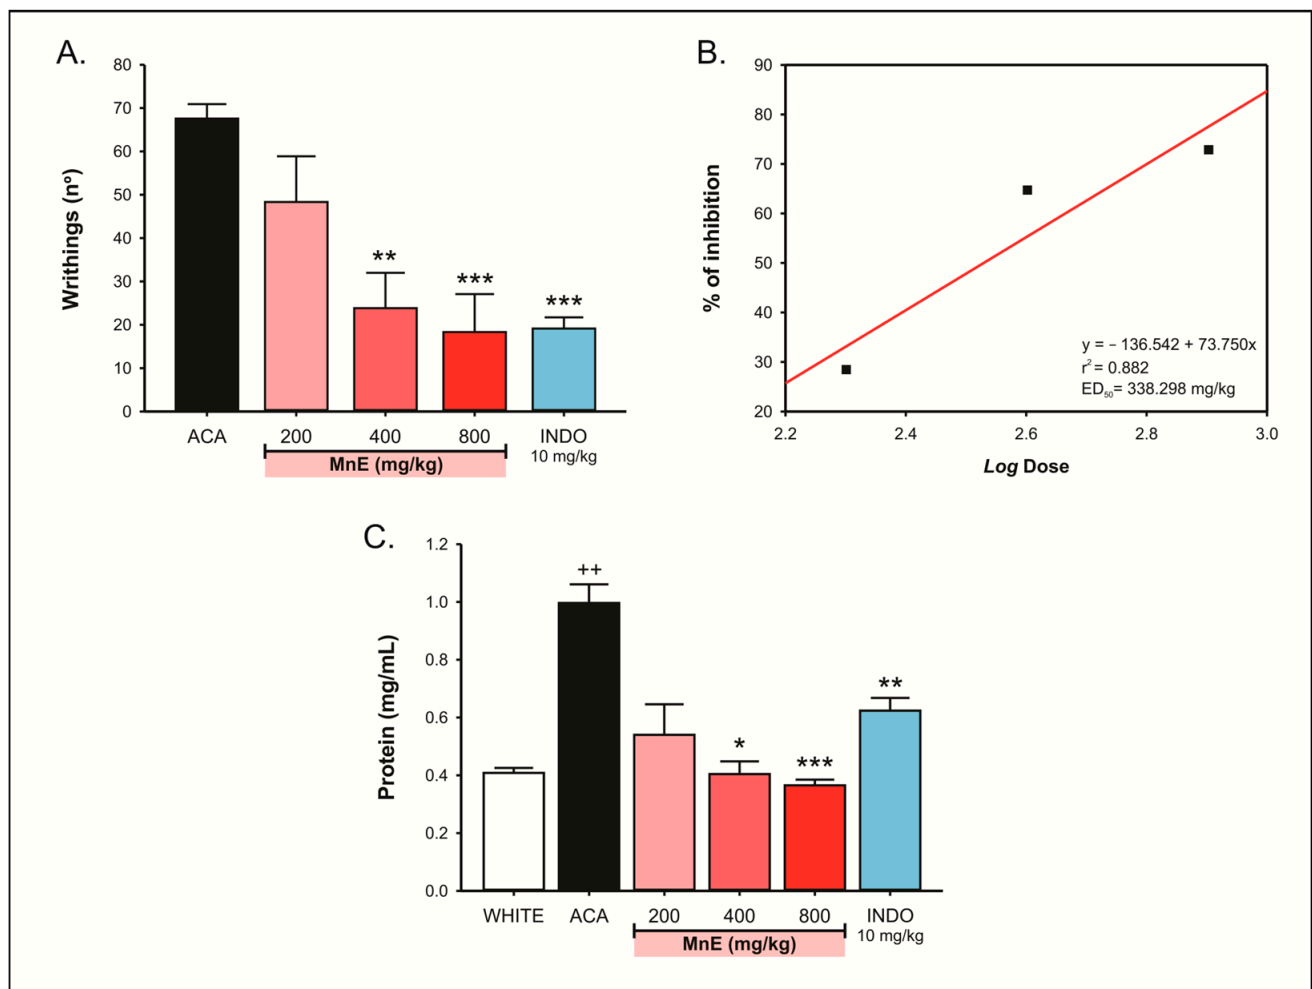 A.
80
70
60
50
40
30
20
10
0
Writhings (nº)
**
***
***
ACA
200
400
800
INDO
10 mg/kg
MnE (mg/kg)
B.
90
80
70
60
50
40
30
20
% of inhibition
y = − 136.542 + 73.750x
r²= 0.882
ED₅₀= 338.298 mg/kg
2.2
2.4
2.6
2.8
3.0
Log Dose
C.
1.2
1.0
0.8
0.6
0.4
0.2
0.0
Protein (mg/mL)
++
*
***
**
WHITE
ACA
200
400
800
INDO
10 mg/kg
MnE (mg/kg)